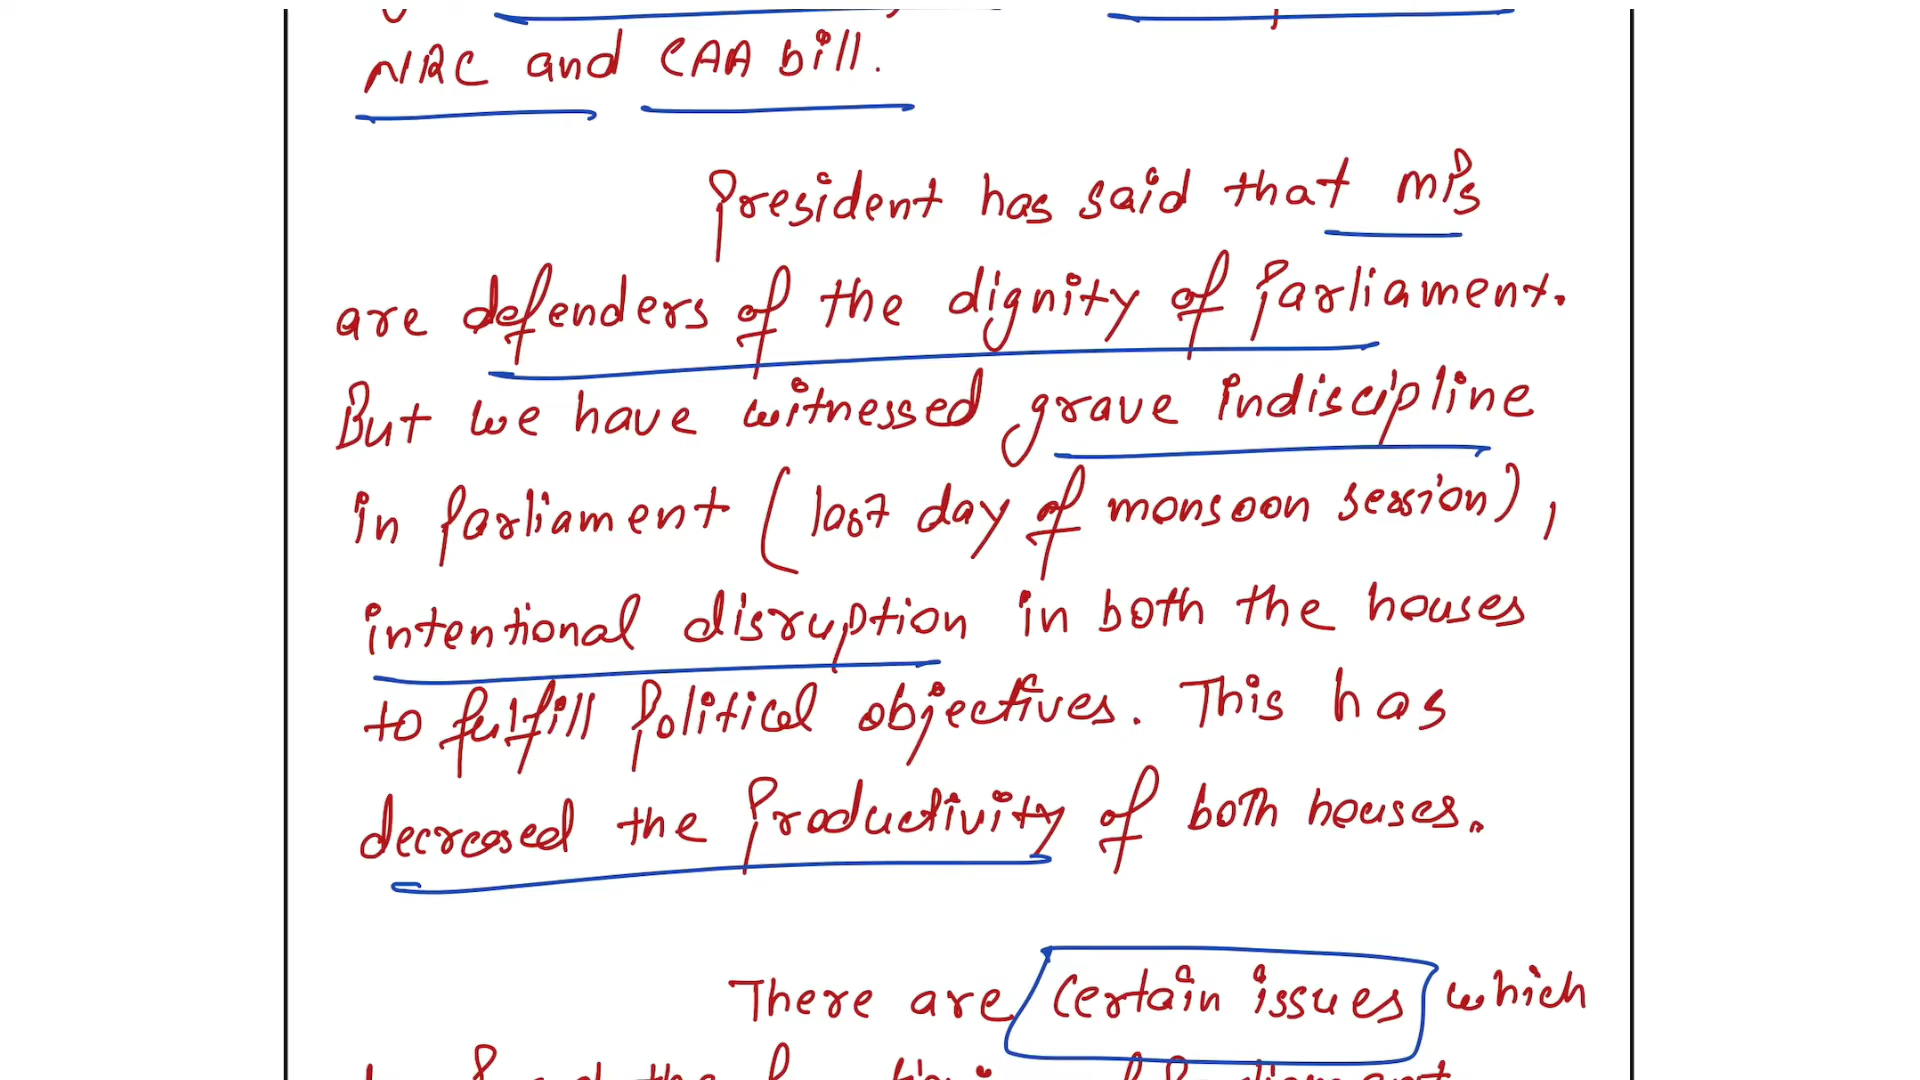 NRC and CAA bill.
President has said that MPs
are defenders of the dignity of Parliament.
But we have witnessed grave indiscipline
in Parliament (last day of monsoon session),
intentional disruption in both the houses
to fulfill Political objectives. This has
decreased the Productivity of both houses.
There are certain issues which
the